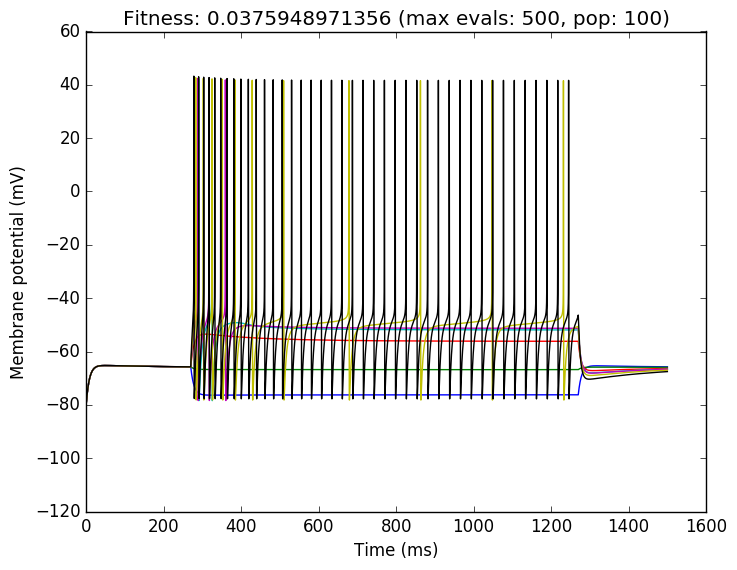 Fitness: 0.0375948971356 (max evals: 500, pop: 100)
60
40
20
0
−20
−40
−60
−80
−100
−120
Membrane potential (mV)
0 200 400 600 800 1000 1200 1400 1600
Time (ms)